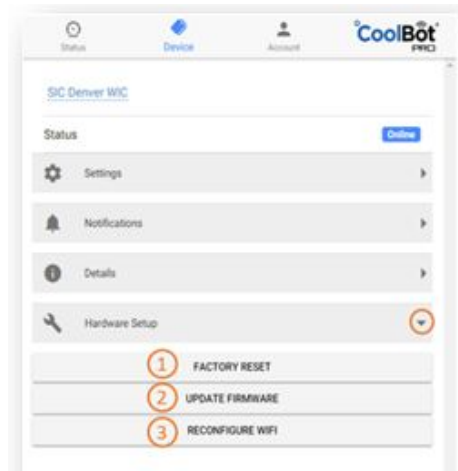 Status
Device
Account
CoolBot
PRO
SIC Denver WIC
Status
Online
Settings
Notifications
Details
Hardware Setup
1 FACTORY RESET
2 UPDATE FIRMWARE
3 RECONFIGURE WIFI